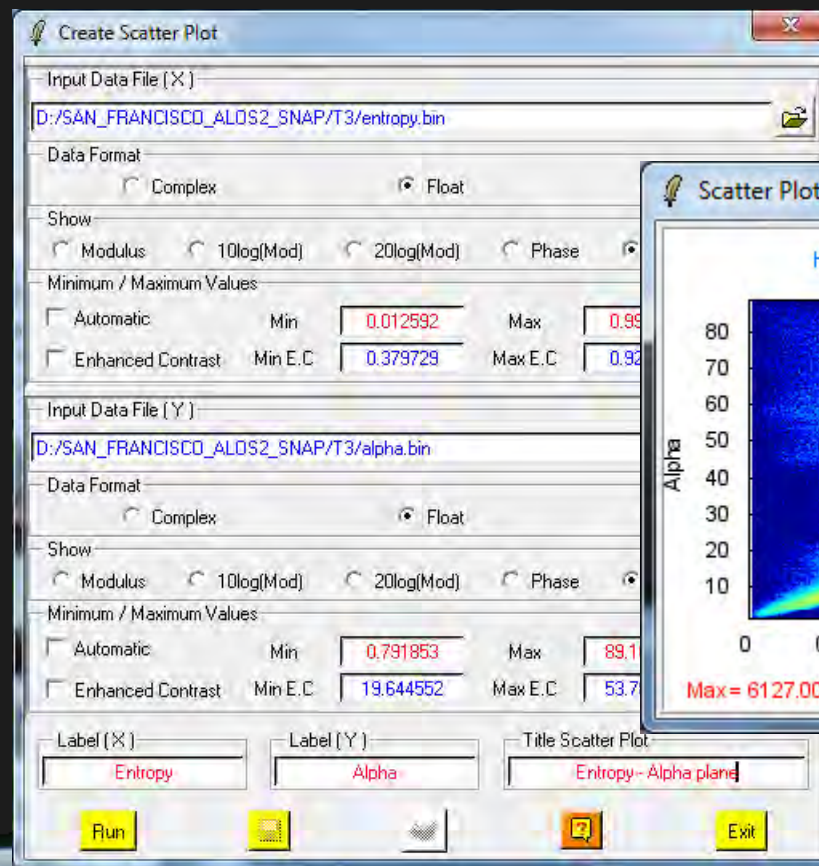 Create Scatter Plot
Input Data File ( X )
D:/SAN_FRANCISCO_ALOS2_SNAP/T3/entropy.bin
Data Format
Complex Float
Show
Modulus 10log(Mod) 20log(Mod) Phase
Minimum / Maximum Values
Automatic Min 0.012592 Max
Enhanced Contrast Min E.C 0.379729 Max E.C
Input Data File ( Y )
D:/SAN_FRANCISCO_ALOS2_SNAP/T3/alpha.bin
Data Format
Complex Float
Show
Modulus 10log(Mod) 20log(Mod) Phase
Minimum / Maximum Values
Automatic Min 0.791853 Max
Enhanced Contrast Min E.C 19.644552 Max E.C
Label ( X ) Label ( Y ) Title Scatter Plot
Entropy Alpha Entropy - Alpha plane
Run ? Exit
Scatter Plot
80
70
60
50
40
30
20
10
0
Alpha
Max = 6127.00